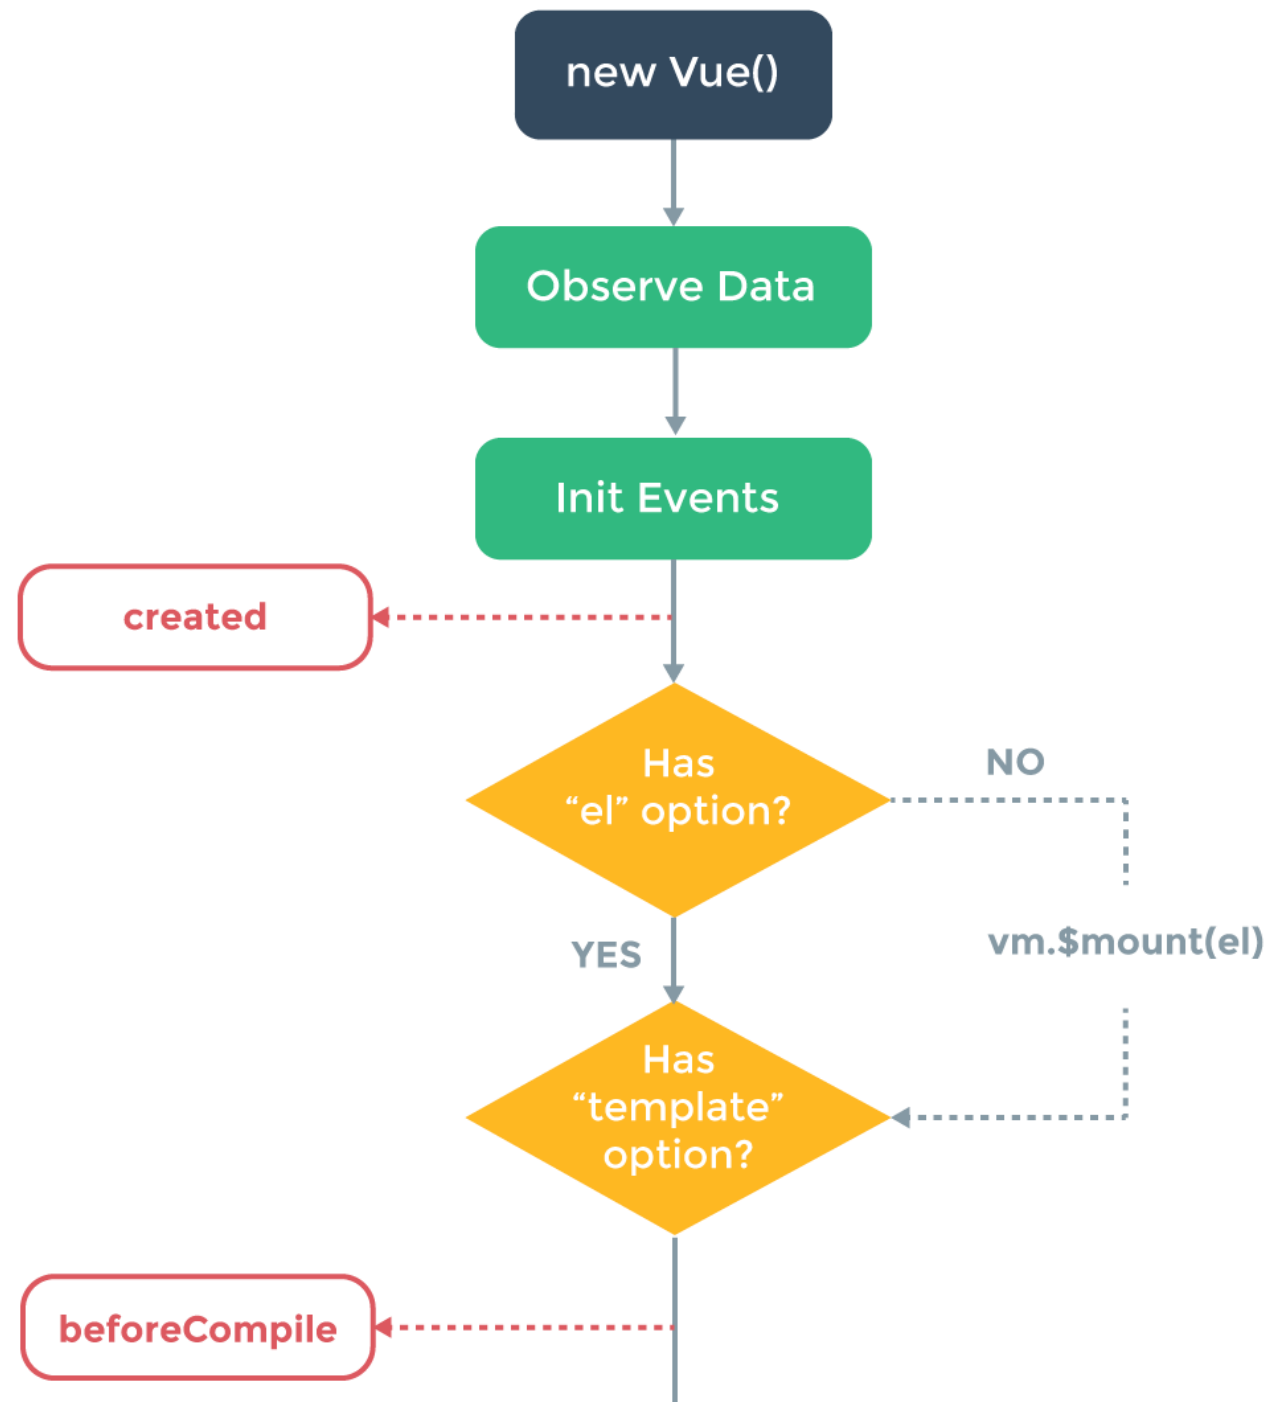 new Vue()
Observe Data
Init Events
created
Has
“el” option?
NO
YES
vm.$mount(el)
Has
“template”
option?
beforeCompile